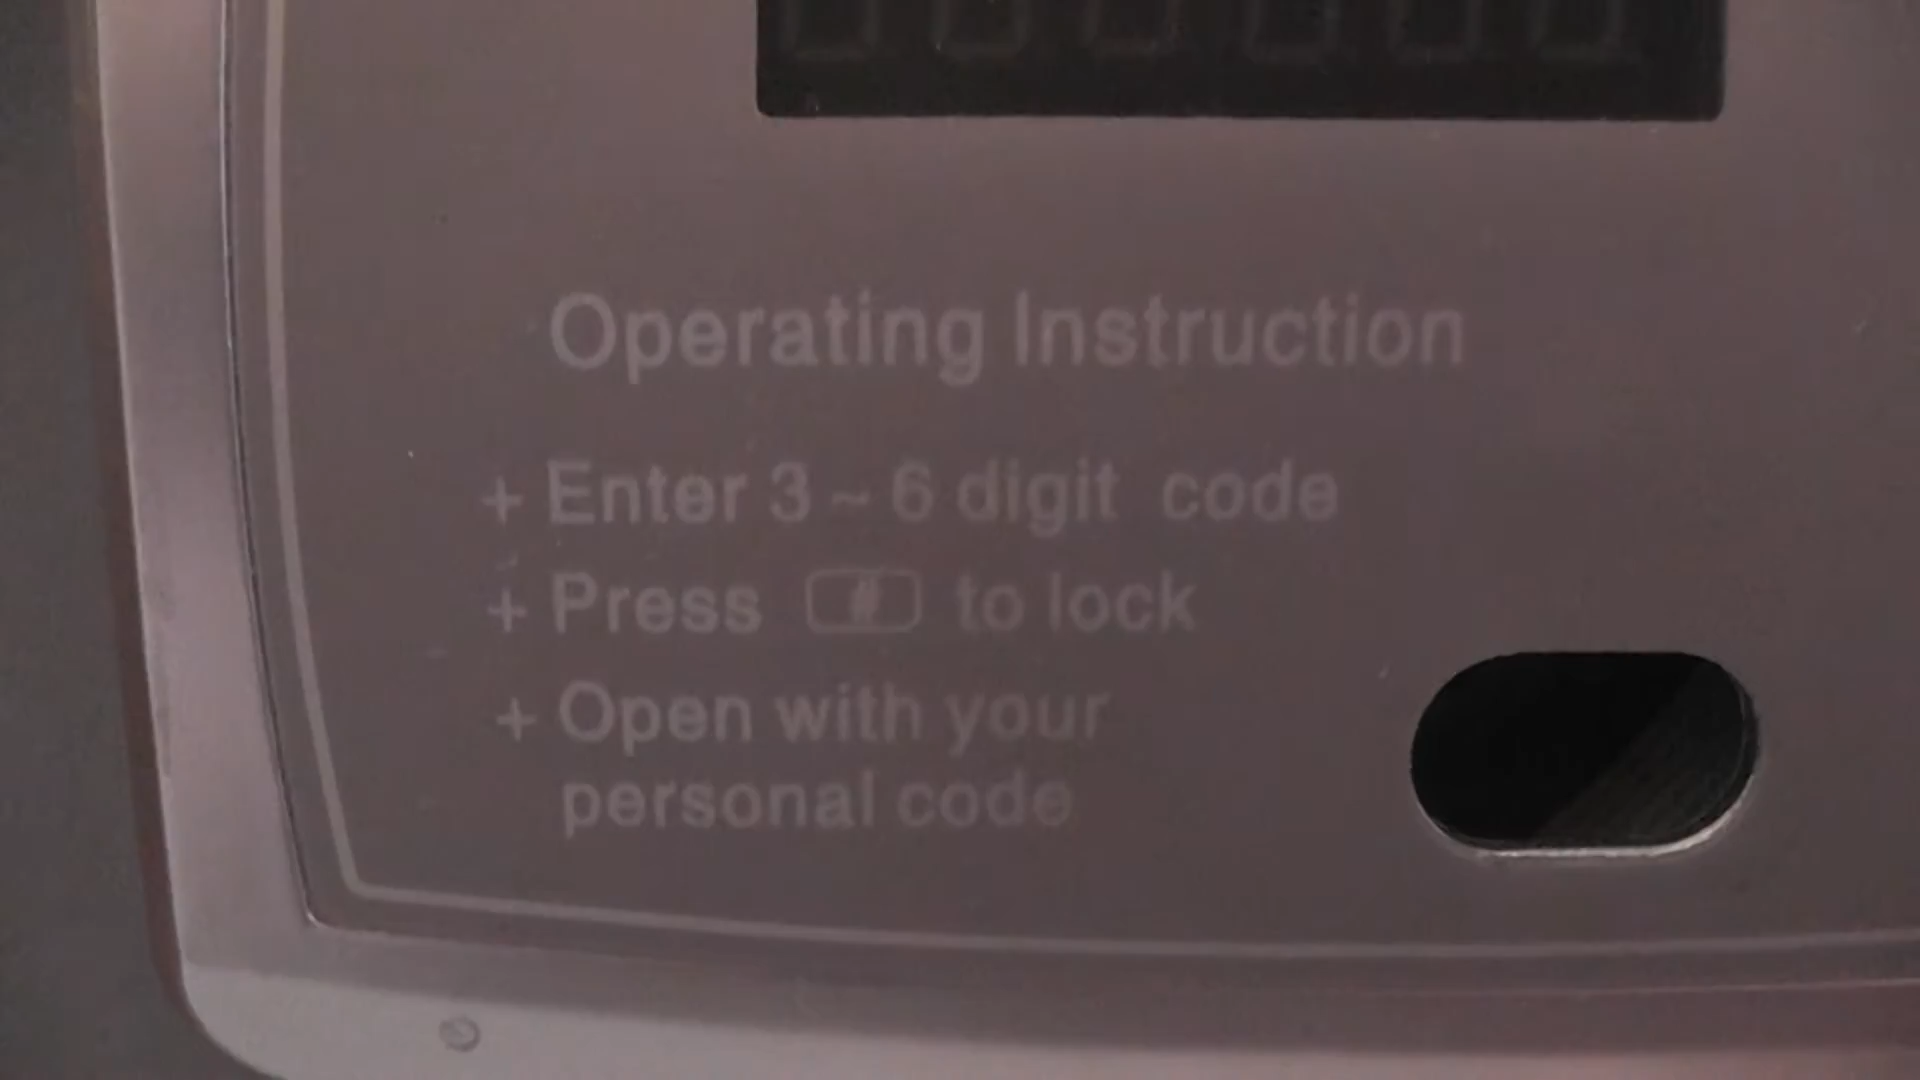 Operating Instruction
+ Enter 3 ~ 6 digit code
+ Press # to lock
+ Open with your
personal code